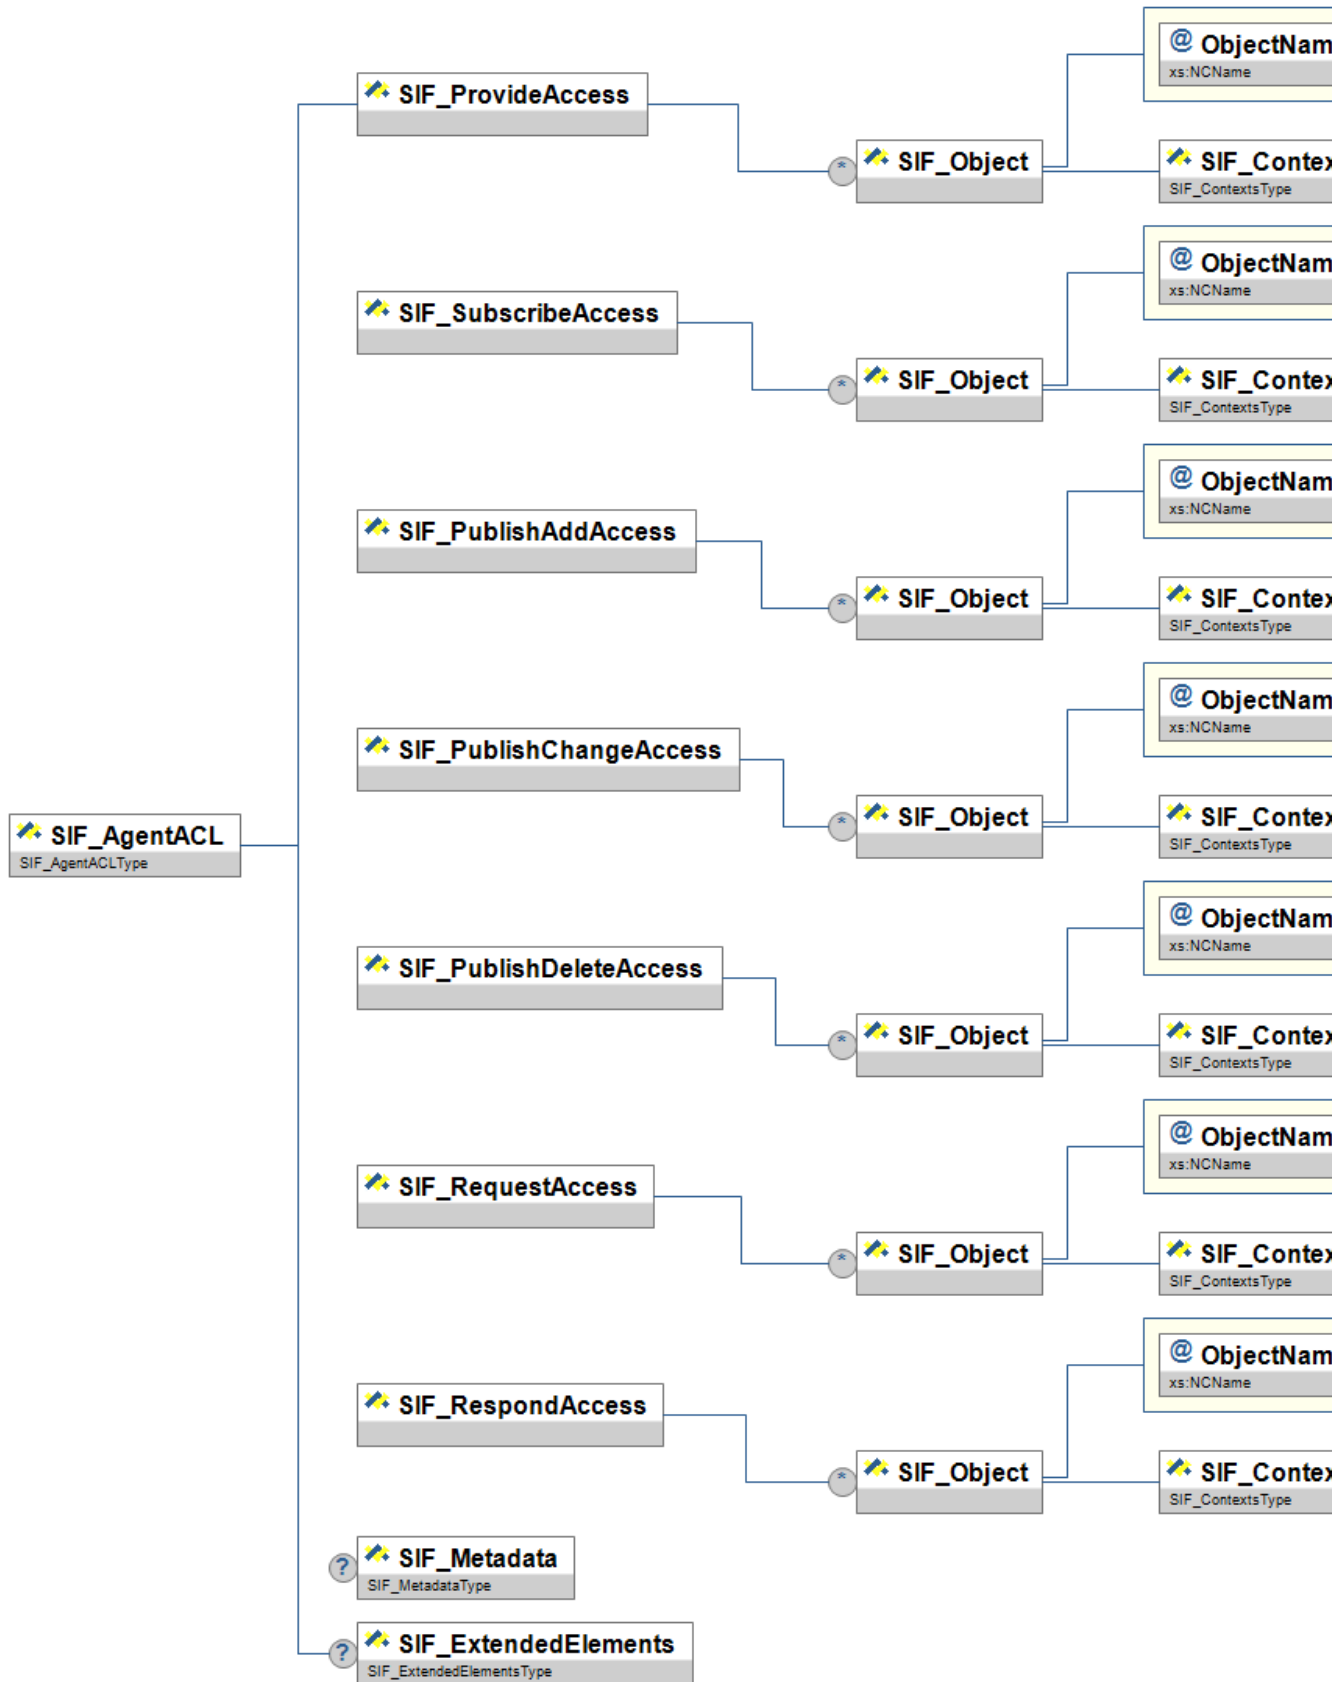 @ ObjectNam
xs:NCName
SIF_ProvideAccess
* SIF_Object
SIF_Contex
SIF_ContextsType
@ ObjectNam
xs:NCName
SIF_SubscribeAccess
* SIF_Object
SIF_Contex
SIF_ContextsType
@ ObjectNam
xs:NCName
SIF_PublishAddAccess
* SIF_Object
SIF_Contex
SIF_ContextsType
@ ObjectNam
xs:NCName
SIF_PublishChangeAccess
* SIF_Object
SIF_Contex
SIF_ContextsType
SIF_AgentACL
SIF_AgentACLType
@ ObjectNam
xs:NCName
SIF_PublishDeleteAccess
* SIF_Object
SIF_Contex
SIF_ContextsType
@ ObjectNam
xs:NCName
SIF_RequestAccess
* SIF_Object
SIF_Contex
SIF_ContextsType
@ ObjectNam
xs:NCName
SIF_RespondAccess
* SIF_Object
SIF_Contex
SIF_ContextsType
? SIF_Metadata
SIF_MetadataType
? SIF_ExtendedElements
SIF_ExtendedElementsType